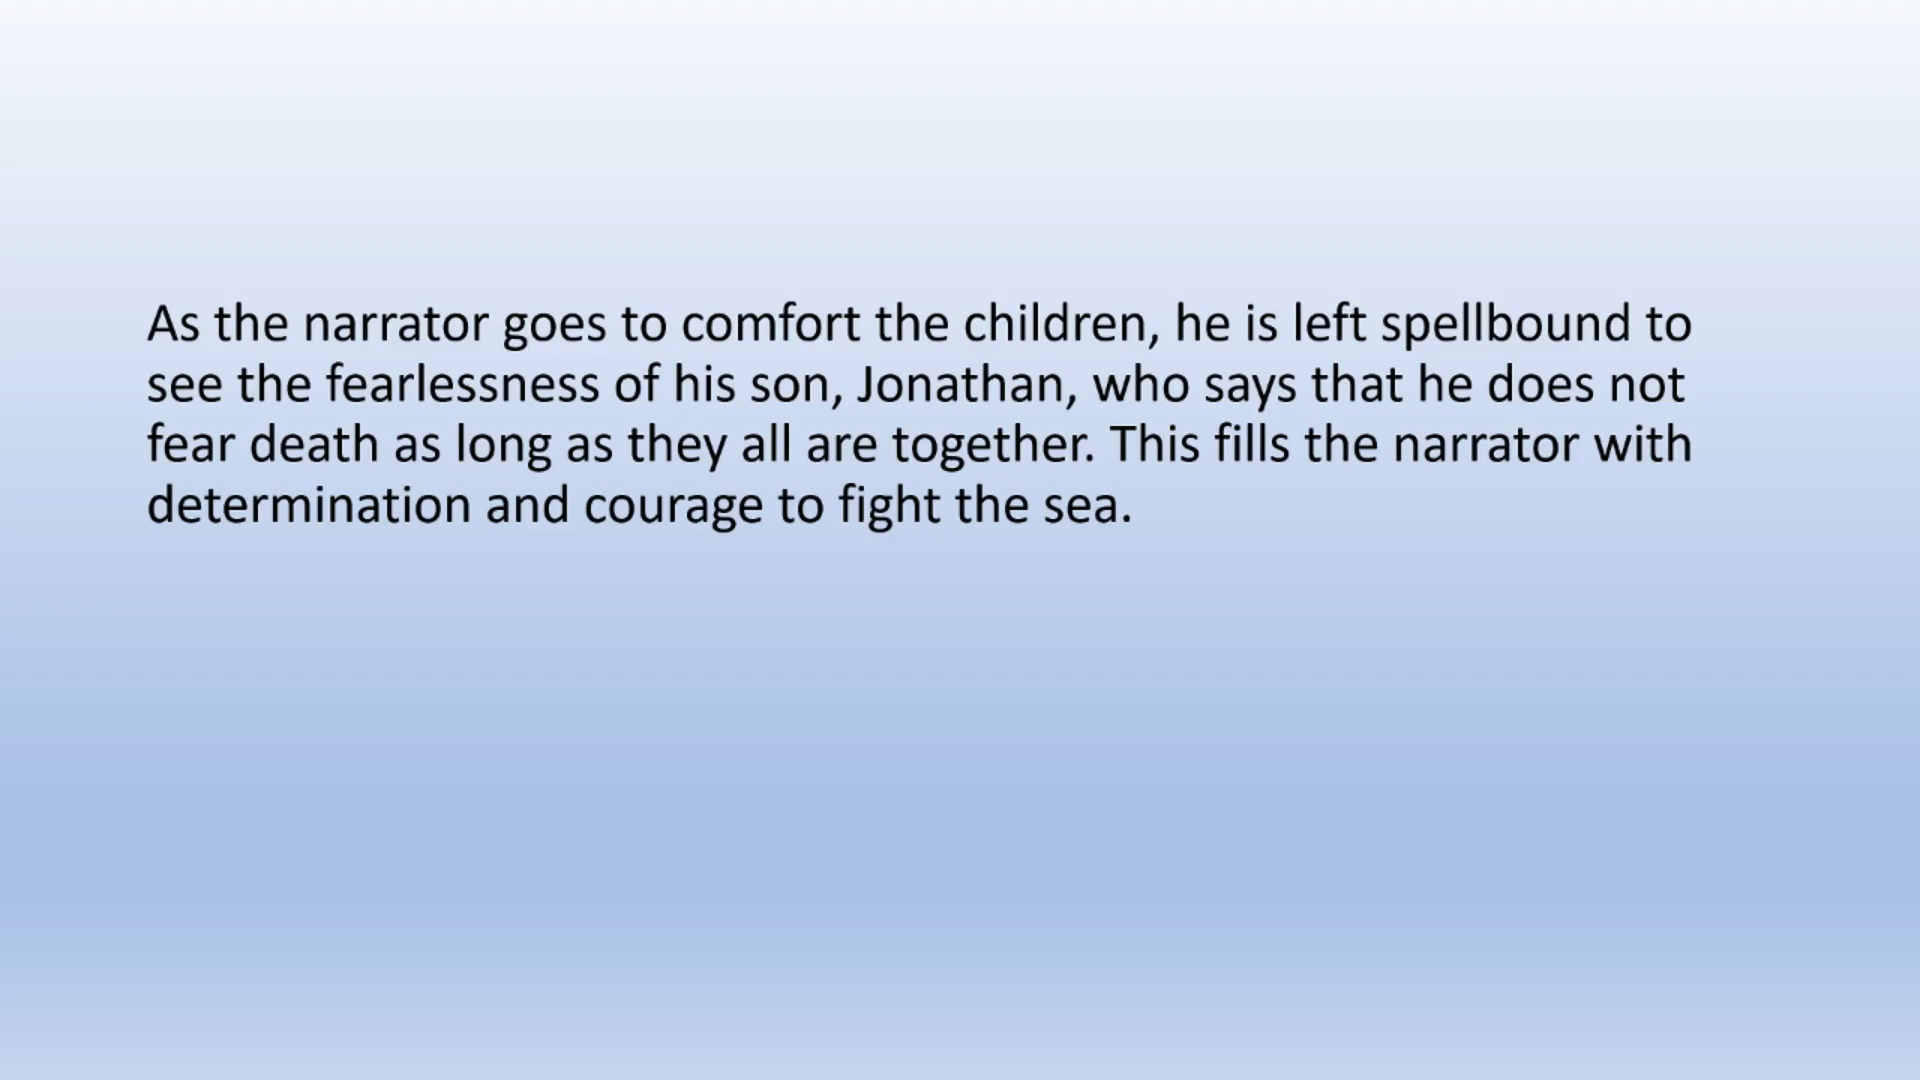 As the narrator goes to comfort the children, he is left spellbound to
see the fearlessness of his son, Jonathan, who says that he does not
fear death as long as they all are together. This fills the narrator with
determination and courage to fight the sea.